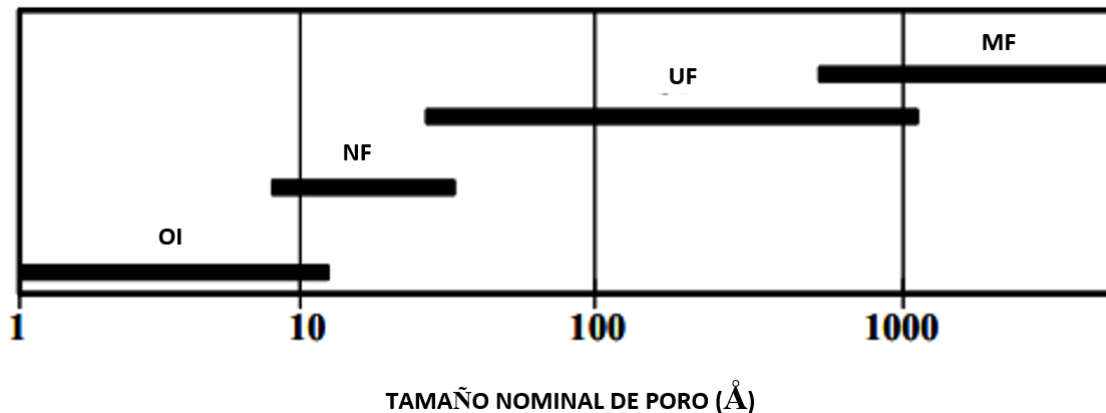 MF
UF
NF
OI
1 10 100 1000
TAMAÑO NOMINAL DE PORO (Å)